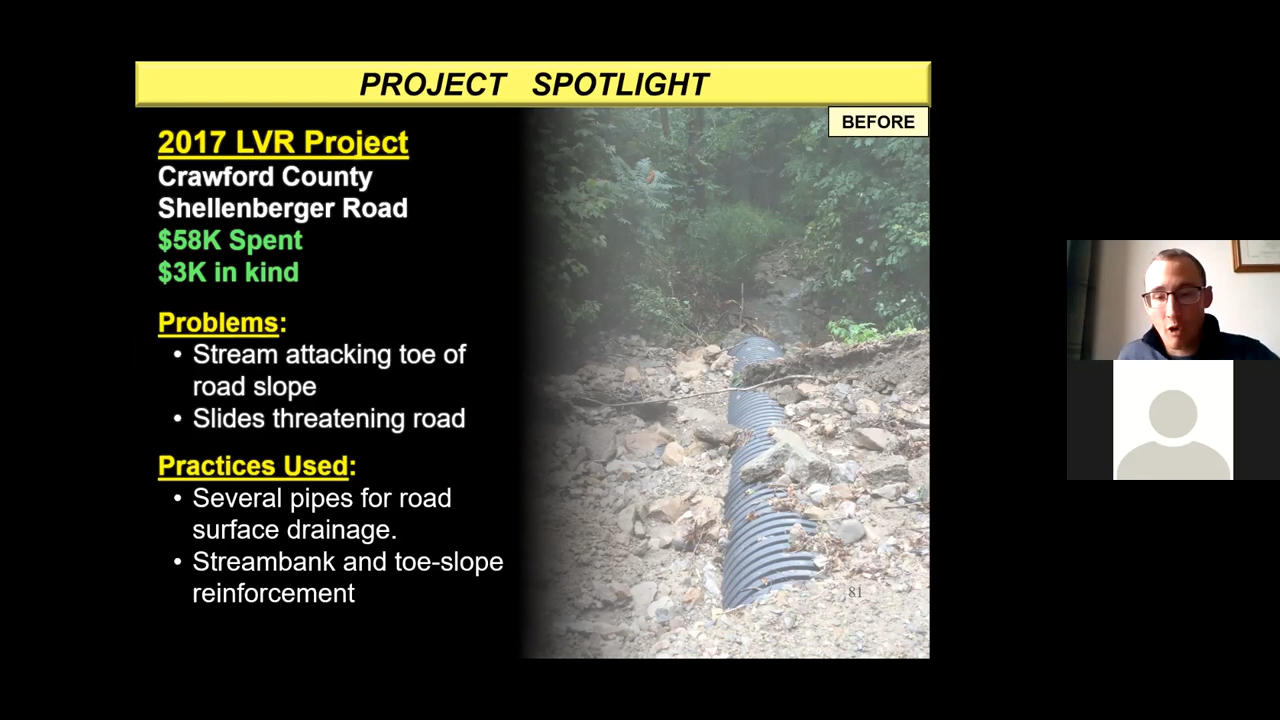 PROJECT SPOTLIGHT
BEFORE
2017 LVR Project
Crawford County
Shellenberger Road
$58K Spent
$3K in kind
Problems:
• Stream attacking toe of
road slope
• Slides threatening road
Practices Used:
• Several pipes for road
surface drainage.
• Streambank and toe-slope
reinforcement
81